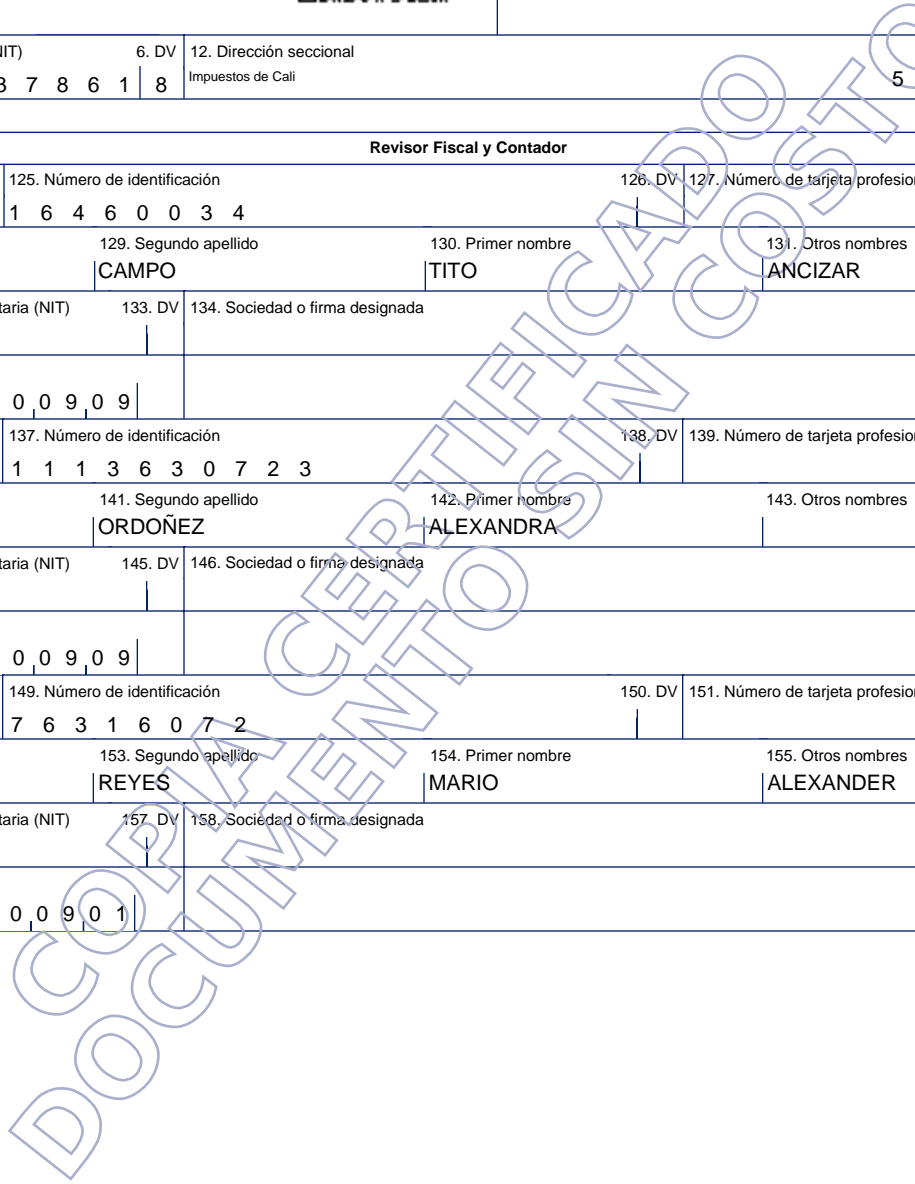 NIT) 6. DV 12. Dirección seccional
3 7 8 6 1 8 Impuestos de Cali 5
Revisor Fiscal y Contador
125. Número de identificación 126. DV 127. Número de tarjeta profesion
1 6 4 6 0 0 3 4
129. Segundo apellido 130. Primer nombre 131. Otros nombres
CAMPO TITO ANCIZAR
taria (NIT) 133. DV 134. Sociedad o firma designada
0 0 9 0 9
137. Número de identificación 138. DV 139. Número de tarjeta profesion
1 1 1 3 6 3 0 7 2 3
141. Segundo apellido 142. Primer nombre 143. Otros nombres
ORDOÑEZ ALEXANDRA
taria (NIT) 145. DV 146. Sociedad o firma designada
0 0 9 0 9
149. Número de identificación 150. DV 151. Número de tarjeta profesion
7 6 3 1 6 0 7 2
153. Segundo apellido 154. Primer nombre 155. Otros nombres
REYES MARIO ALEXANDER
taria (NIT) 157. DV 158. Sociedad o firma designada
0 0 9 0 1
COPIA CERTIFICADO
DOCUMENTO SIN COSTO